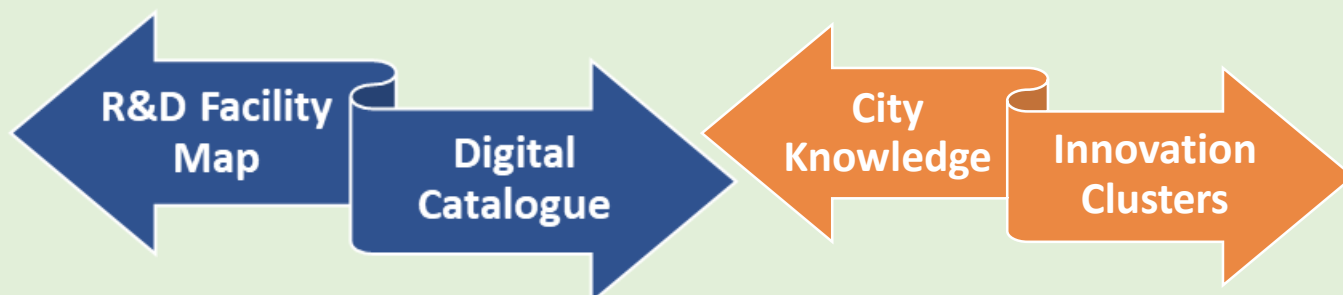 R&D Facility
Map
Digital
Catalogue
City
Knowledge
Innovation
Clusters